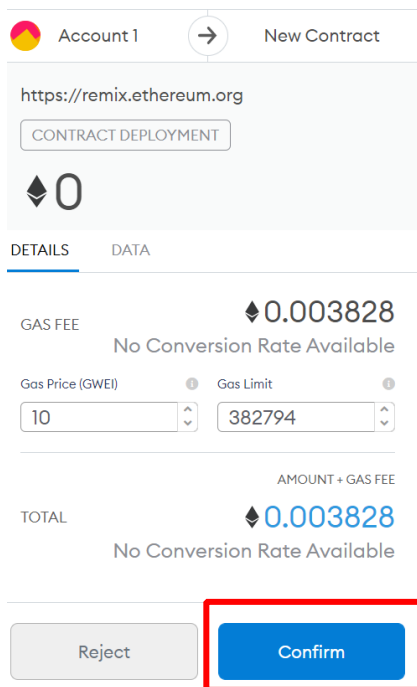 Account 1 New Contract
https://remix.ethereum.org
CONTRACT DEPLOYMENT
0
DETAILS DATA
GAS FEE 0.003828
No Conversion Rate Available
Gas Price (GWEI) Gas Limit
10 382794
AMOUNT + GAS FEE
TOTAL 0.003828
No Conversion Rate Available
Reject Confirm